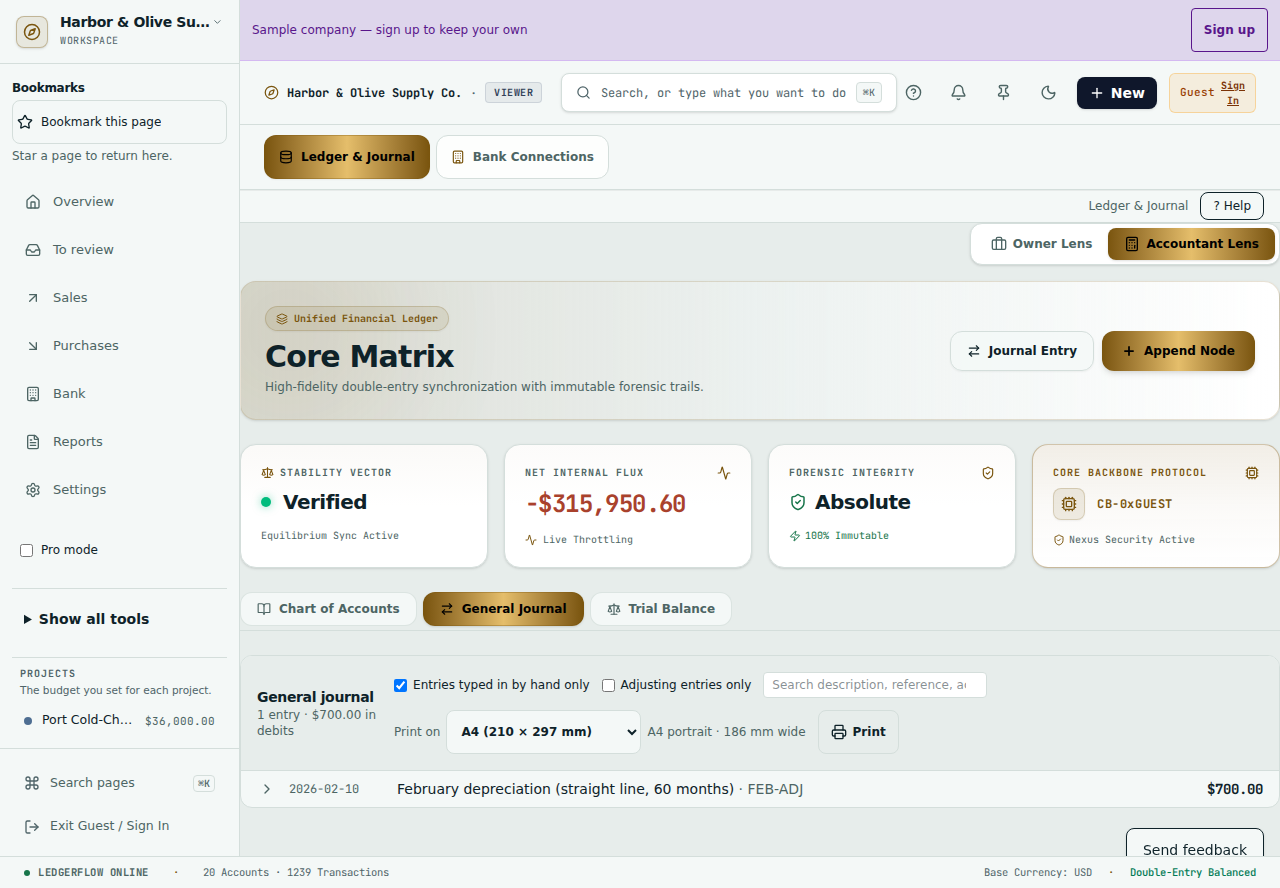 Harbor & Olive Su...
WORKSPACE
Bookmarks
Bookmark this page
Star a page to return here.
Overview
To review
Sales
Purchases
Bank
Reports
Settings
Pro mode
Show all tools
PROJECTS
The budget you set for each project.
Port Cold-Ch... $36,000.00
Search pages ⌘K
Exit Guest / Sign In
Sample company — sign up to keep your own
Sign up
Harbor & Olive Supply Co. · VIEWER
Search, or type what you want to do ⌘K
New
Guest Sign In
Ledger & Journal
Bank Connections
Ledger & Journal
? Help
Owner Lens
Accountant Lens
Unified Financial Ledger
Core Matrix
High-fidelity double-entry synchronization with immutable forensic trails.
Journal Entry
Append Node
STABILITY VECTOR
Verified
Equilibrium Sync Active
NET INTERNAL FLUX
-$315,950.60
Live Throttling
FORENSIC INTEGRITY
Absolute
100% Immutable
CORE BACKBONE PROTOCOL
CB-0xGUEST
Nexus Security Active
Chart of Accounts
General Journal
Trial Balance
General journal
1 entry · $700.00 in
debits
Entries typed in by hand only
Adjusting entries only
Search description, reference, a
Print on
A4 (210 × 297 mm)
A4 portrait · 186 mm wide
Print
2026-02-10 February depreciation (straight line, 60 months) · FEB-ADJ $700.00
Send feedback
LEDGERFLOW ONLINE · 20 Accounts · 1239 Transactions
Base Currency: USD · Double-Entry Balanced